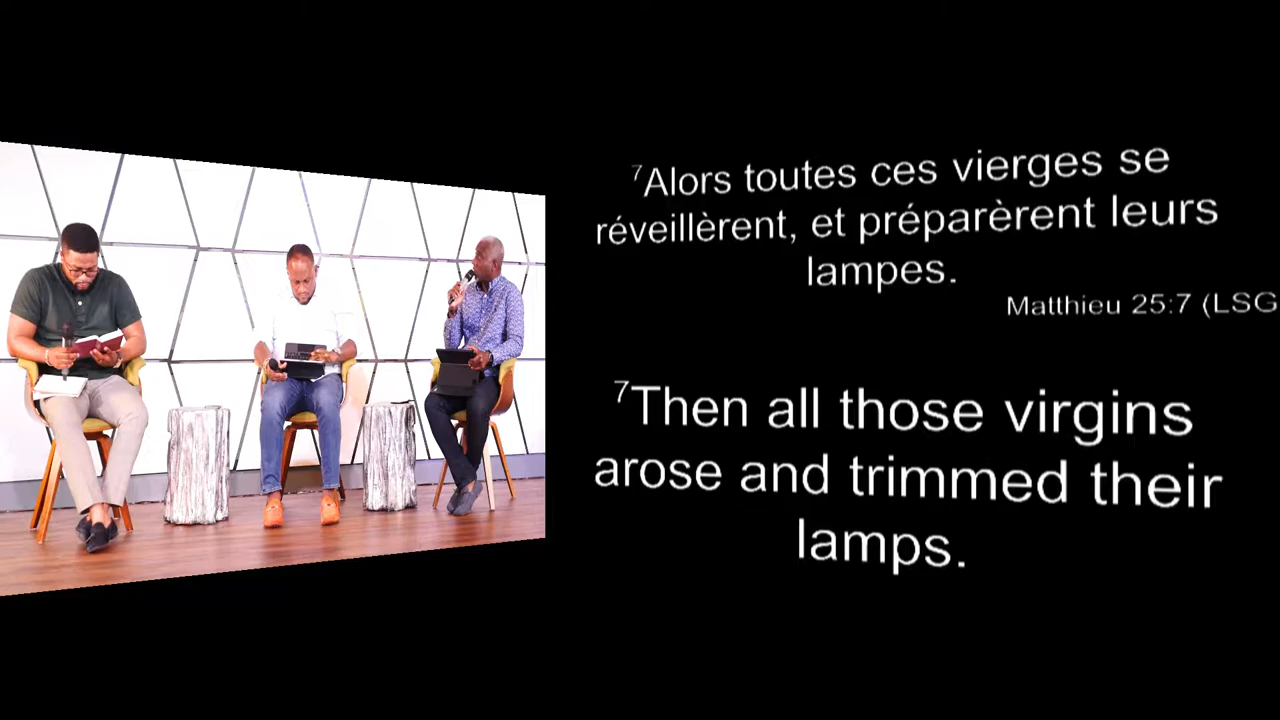 ⁷Alors toutes ces vierges se
réveillèrent, et préparèrent leurs
lampes.
Matthieu 25:7 (LSG
⁷Then all those virgins
arose and trimmed their
lamps.